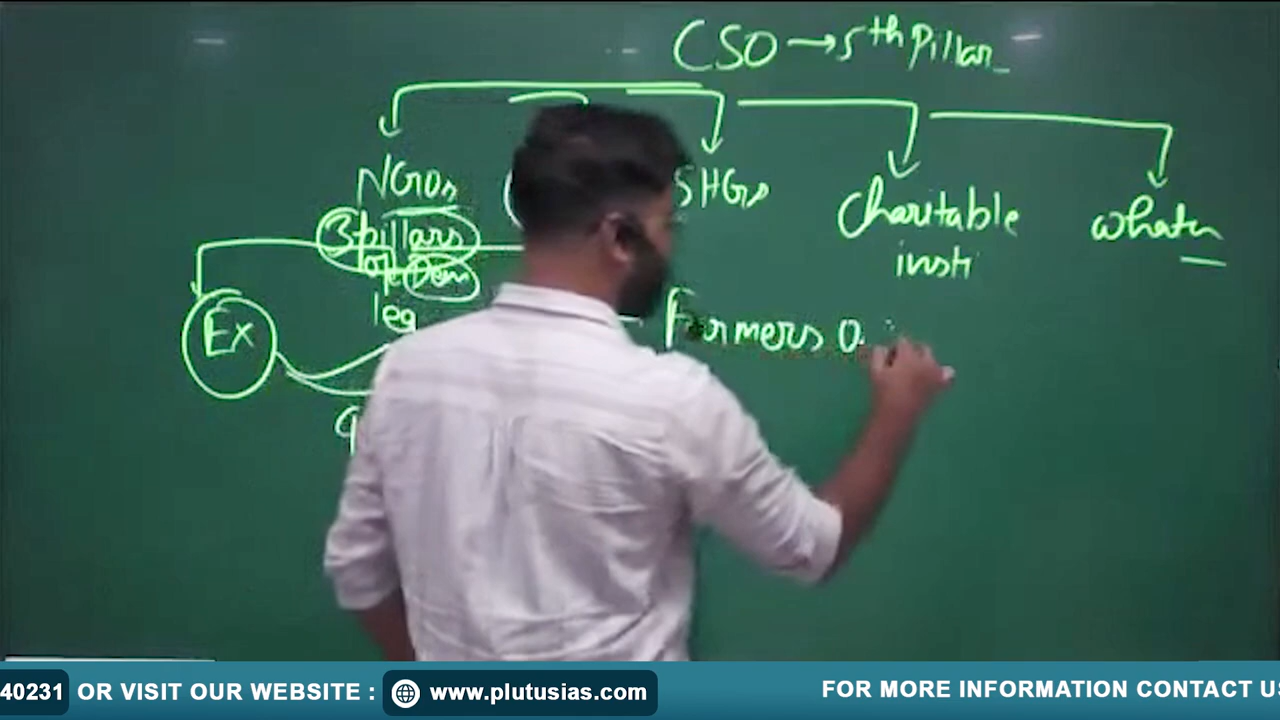 CSO → 5th Pillar
NGOs SHGs Charitable insti
3 pillars
of Dem
leg
Ex
Farmers
40231 OR VISIT OUR WEBSITE : www.plutusias.com FOR MORE INFORMATION CONTACT US